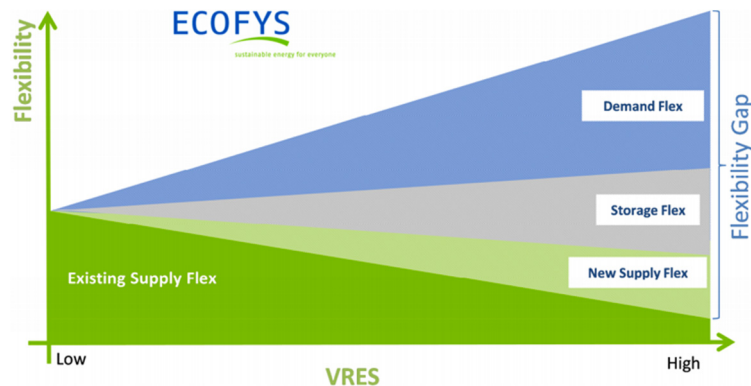 ECOFYS
sustainable energy for everyone
Flexibility
Demand Flex
Storage Flex
New Supply Flex
Existing Supply Flex
Flexibility Gap
Low
High
VRES